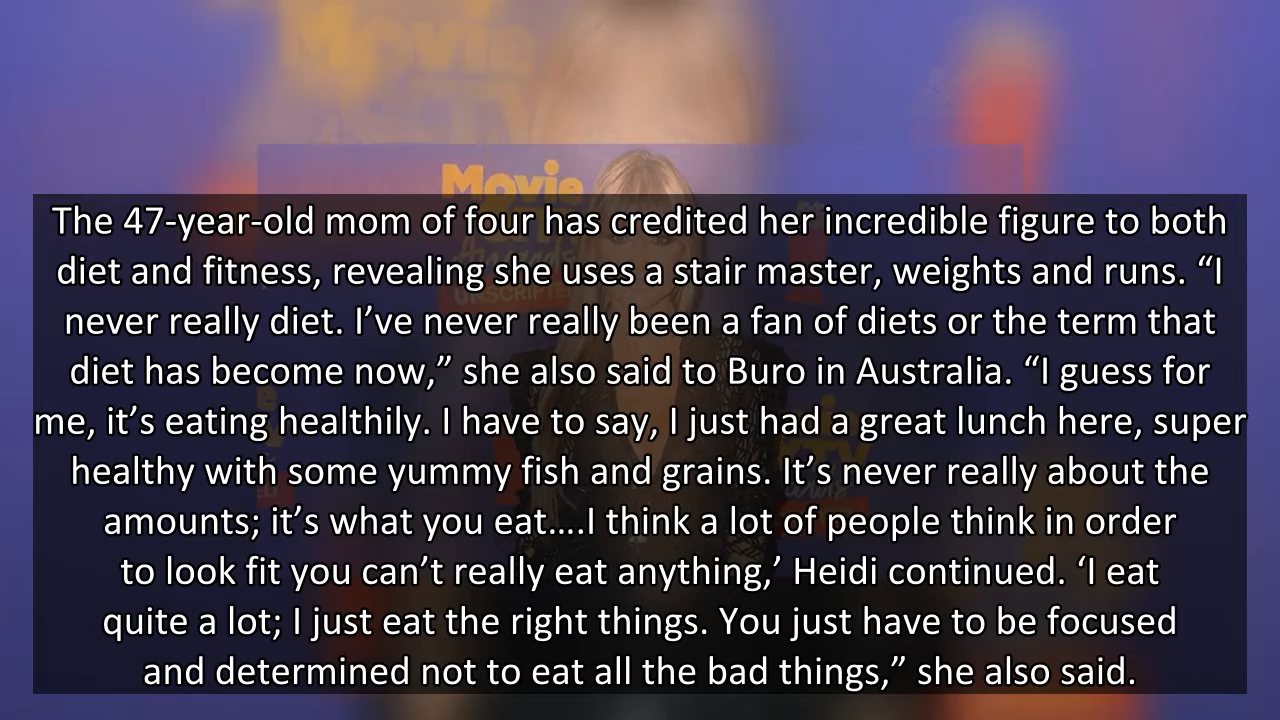 Movie
Movie
The 47-year-old mom of four has credited her incredible figure to both
diet and fitness, revealing she uses a stair master, weights and runs. “I
never really diet. I’ve never really been a fan of diets or the term that
diet has become now,” she also said to Buro in Australia. “I guess for
me, it’s eating healthily. I have to say, I just had a great lunch here, super
healthy with some yummy fish and grains. It’s never really about the
amounts; it’s what you eat….I think a lot of people think in order
to look fit you can’t really eat anything,’ Heidi continued. ‘I eat
quite a lot; I just eat the right things. You just have to be focused
and determined not to eat all the bad things,” she also said.
UNSCRIPTED